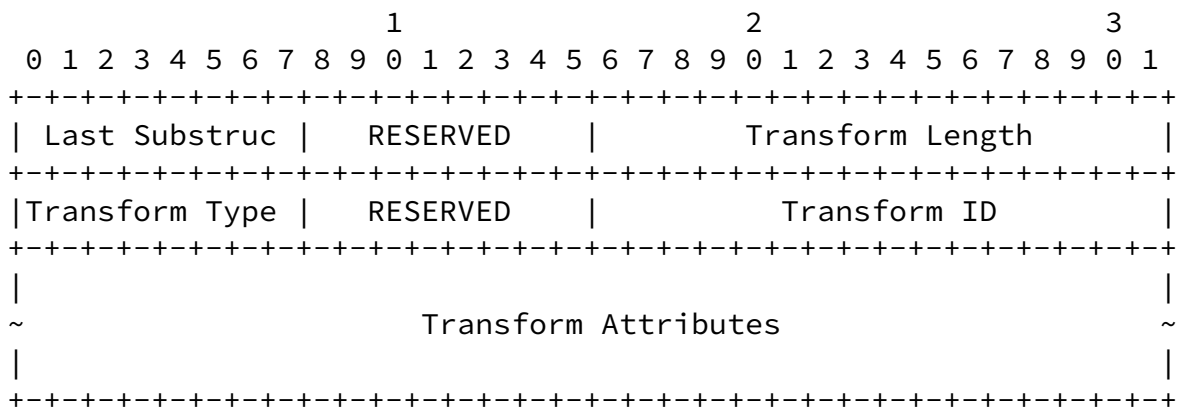 1                   2                   3
 0 1 2 3 4 5 6 7 8 9 0 1 2 3 4 5 6 7 8 9 0 1 2 3 4 5 6 7 8 9 0 1
+-+-+-+-+-+-+-+-+-+-+-+-+-+-+-+-+-+-+-+-+-+-+-+-+-+-+-+-+-+-+-+-+
| Last Substruc |   RESERVED    |        Transform Length       |
+-+-+-+-+-+-+-+-+-+-+-+-+-+-+-+-+-+-+-+-+-+-+-+-+-+-+-+-+-+-+-+-+
|Transform Type |   RESERVED    |          Transform ID         |
+-+-+-+-+-+-+-+-+-+-+-+-+-+-+-+-+-+-+-+-+-+-+-+-+-+-+-+-+-+-+-+-+
|                                                               |
~                      Transform Attributes                     ~
|                                                               |
+-+-+-+-+-+-+-+-+-+-+-+-+-+-+-+-+-+-+-+-+-+-+-+-+-+-+-+-+-+-+-+-+